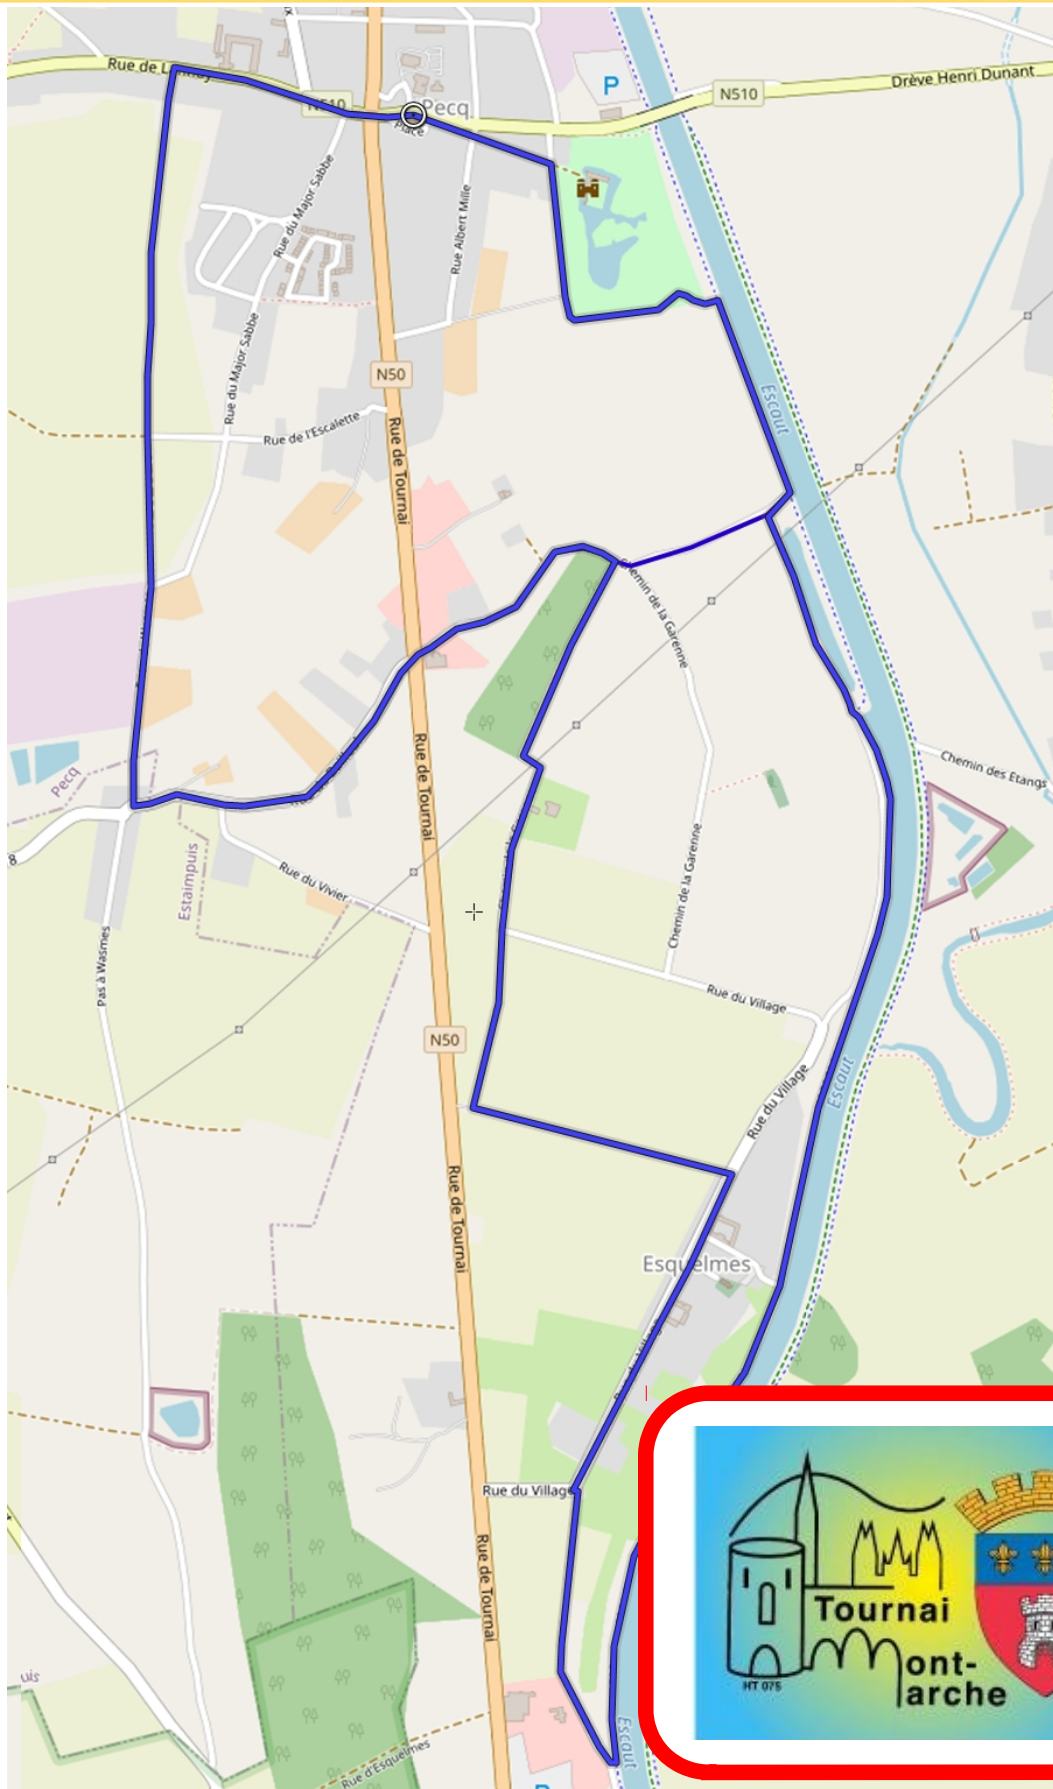 Rue de L
N510
Pecq
Place
P
N510
Drève Henri Dunant
Rue du Major Sabbe
Rue Albert Mille
Rue du Major Sabbe
N50
Rue de l'Escalette
Rue de Tournai
Escaut
Chemin de la Garenne
Rue de Tournai
Pecq
Chemin des Etangs
8
Estaimpuis
Rue du Vivier
Chemin de la Garenne
Pas à Wasmes
Rue du Village
N50
Escaut
Rue du Village
Rue de Tournai
Esquelmes
Rue du Village
Rue de Tournai
uis
Escaut
Rue d'Esquelmes
Tournai
ont-
arche
HT 075